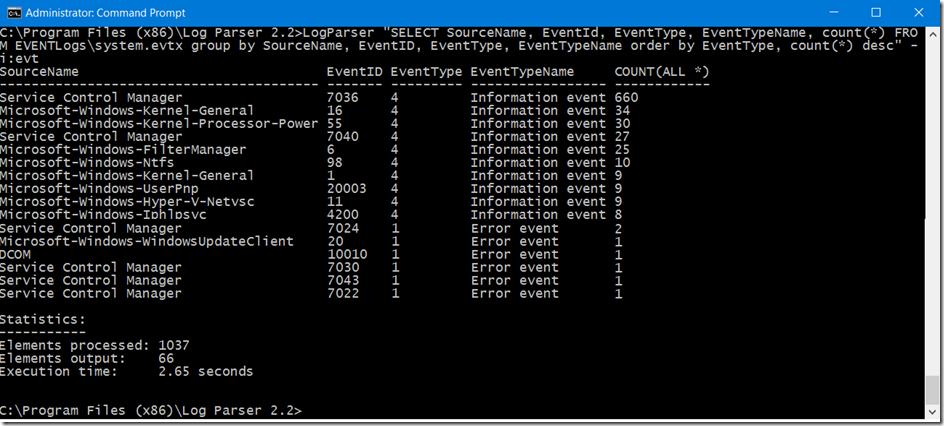 Administrator: Command Prompt
C:\Program Files (x86)\Log Parser 2.2>LogParser "SELECT SourceName, EventId, EventType, EventTypeName, count(*) FRO
M EVENTLogs\system.evtx group by SourceName, EventID, EventType, EventTypeName order by EventType, count(*) desc" -
i:evt
SourceName EventID EventType EventTypeName COUNT(ALL *)
---------------------------------------- ------- --------- ----------------- ------------
Service Control Manager 7036 4 Information event 660
Microsoft-Windows-Kernel-General 16 4 Information event 34
Microsoft-Windows-Kernel-Processor-Power 55 4 Information event 30
Service Control Manager 7040 4 Information event 27
Microsoft-Windows-FilterManager 6 4 Information event 25
Microsoft-Windows-Ntfs 98 4 Information event 10
Microsoft-Windows-Kernel-General 1 4 Information event 9
Microsoft-Windows-UserPnp 20003 4 Information event 9
Microsoft-Windows-Hyper-V-Netvsc 11 4 Information event 9
Microsoft-Windows-Iphlpsvc 4200 4 Information event 8
Service Control Manager 7024 1 Error event 2
Microsoft-Windows-WindowsUpdateClient 20 1 Error event 1
DCOM 10010 1 Error event 1
Service Control Manager 7030 1 Error event 1
Service Control Manager 7043 1 Error event 1
Service Control Manager 7022 1 Error event 1
Statistics:
-----------
Elements processed: 1037
Elements output: 66
Execution time: 2.65 seconds
C:\Program Files (x86)\Log Parser 2.2>